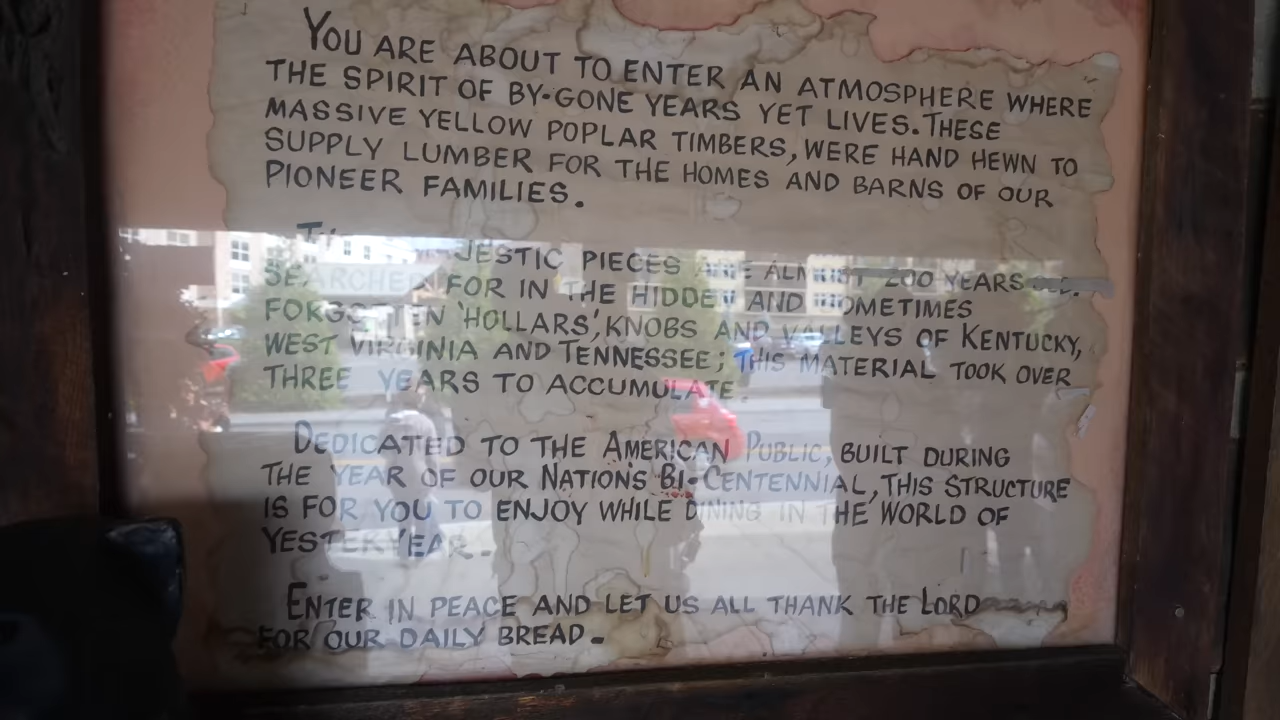 YOU ARE ABOUT TO ENTER AN ATMOSPHERE WHERE
THE SPIRIT OF BY-GONE YEARS YET LIVES. THESE
MASSIVE YELLOW POPLAR TIMBERS, WERE HAND HEWN TO
SUPPLY LUMBER FOR THE HOMES AND BARNS OF OUR
PIONEER FAMILIES.
JESTIC PIECES ARE ALMOST 200 YEARS
SEARCHED FOR IN THE HIDDEN AND SOMETIMES
FORGOTTEN 'HOLLARS', KNOBS AND VALLEYS OF KENTUCKY,
WEST VIRGINIA AND TENNESSEE; THIS MATERIAL TOOK OVER
THREE YEARS TO ACCUMULATE.
DEDICATED TO THE AMERICAN PUBLIC, BUILT DURING
THE YEAR OF OUR NATION'S BI-CENTENNIAL, THIS STRUCTURE
IS FOR YOU TO ENJOY WHILE DINING IN THE WORLD OF
YESTERYEAR.
ENTER IN PEACE AND LET US ALL THANK THE LORD
FOR OUR DAILY BREAD.